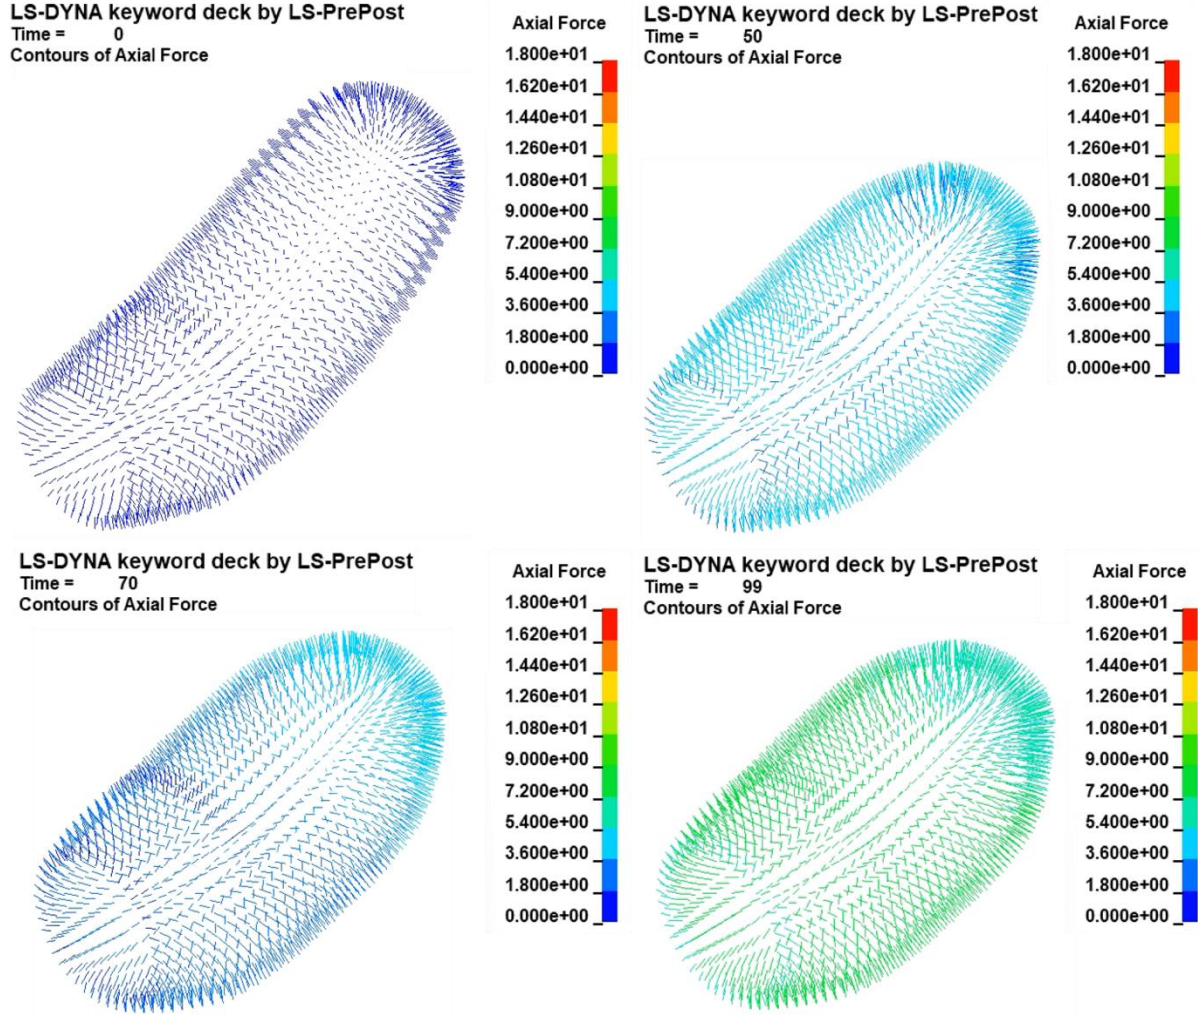 LS-DYNA keyword deck by LS-PrePost
Time = 0
Contours of Axial Force
Axial Force
1.800e+01
1.620e+01
1.440e+01
1.260e+01
1.080e+01
9.000e+00
7.200e+00
5.400e+00
3.600e+00
1.800e+00
0.000e+00
LS-DYNA keyword deck by LS-PrePost
Time = 50
Contours of Axial Force
Axial Force
1.800e+01
1.620e+01
1.440e+01
1.260e+01
1.080e+01
9.000e+00
7.200e+00
5.400e+00
3.600e+00
1.800e+00
0.000e+00
LS-DYNA keyword deck by LS-PrePost
Time = 70
Contours of Axial Force
Axial Force
1.800e+01
1.620e+01
1.440e+01
1.260e+01
1.080e+01
9.000e+00
7.200e+00
5.400e+00
3.600e+00
1.800e+00
0.000e+00
LS-DYNA keyword deck by LS-PrePost
Time = 99
Contours of Axial Force
Axial Force
1.800e+01
1.620e+01
1.440e+01
1.260e+01
1.080e+01
9.000e+00
7.200e+00
5.400e+00
3.600e+00
1.800e+00
0.000e+00